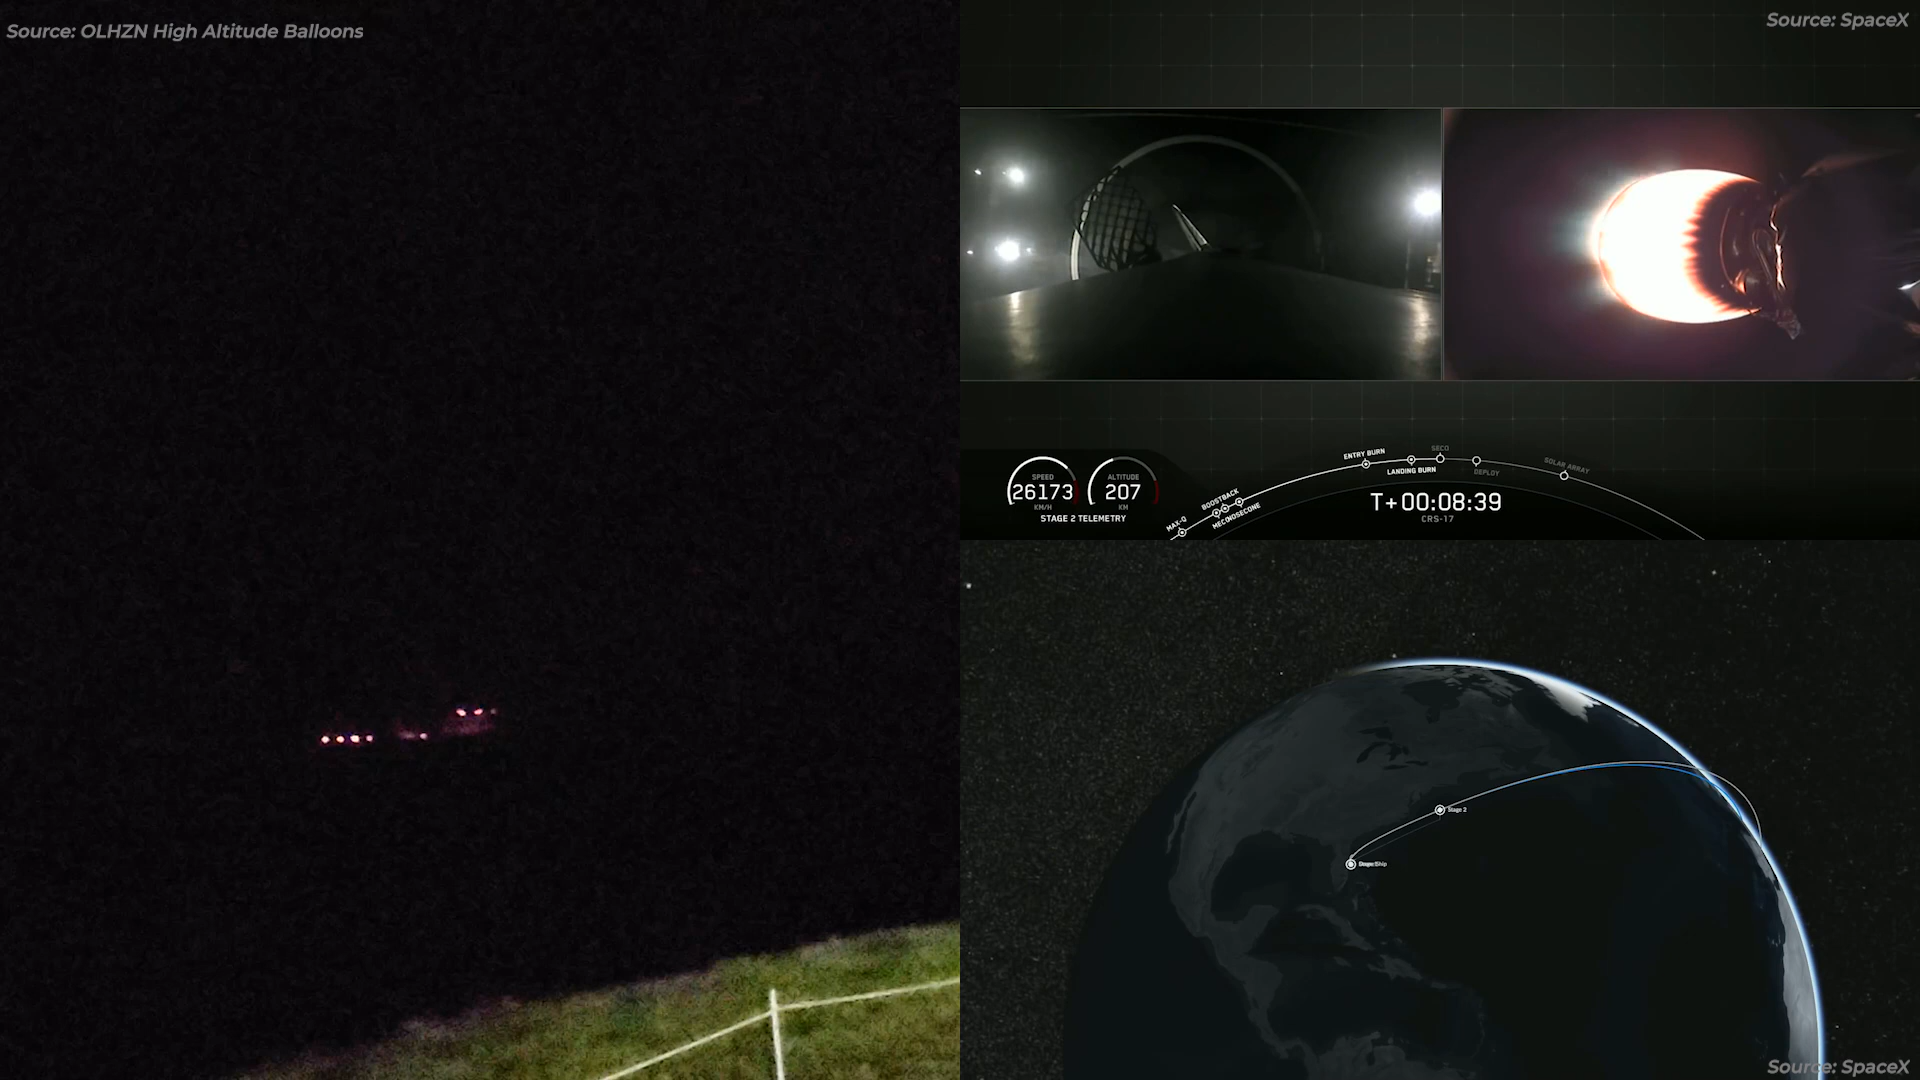 Source: OLHZN High Altitude Balloons
Source: SpaceX
SPEED
26173
KM/H
ALTITUDE
207
KM
STAGE 2 TELEMETRY
MAX-Q
BOOSTBACK
MECO
NOSECONE
ENTRY BURN
LANDING BURN
SECO
DEPLOY
SOLAR ARRAY
T+00:08:39
CRS-17
Stage 2
Source: SpaceX